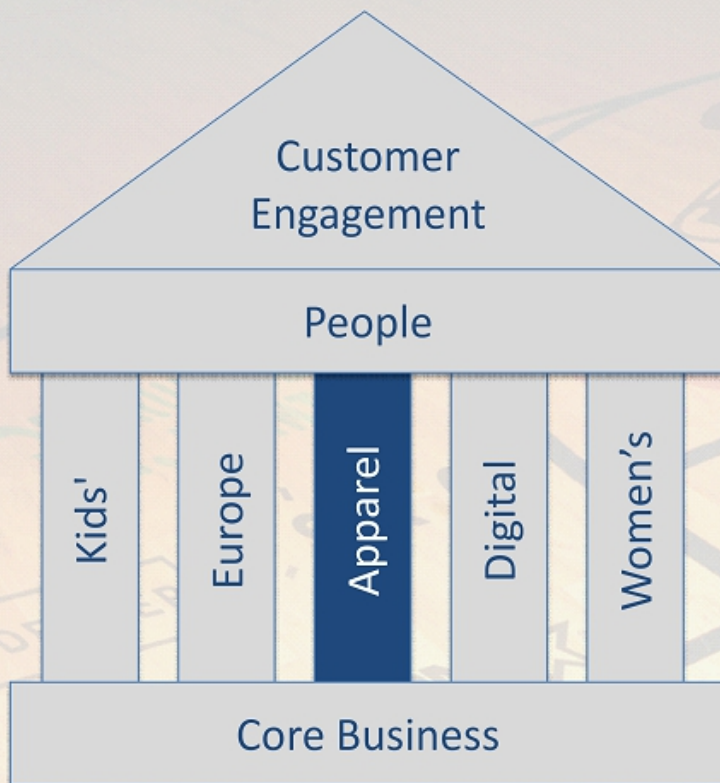 Customer
Engagement
People
Kids'
Europe
Apparel
Digital
Women’s
Core Business